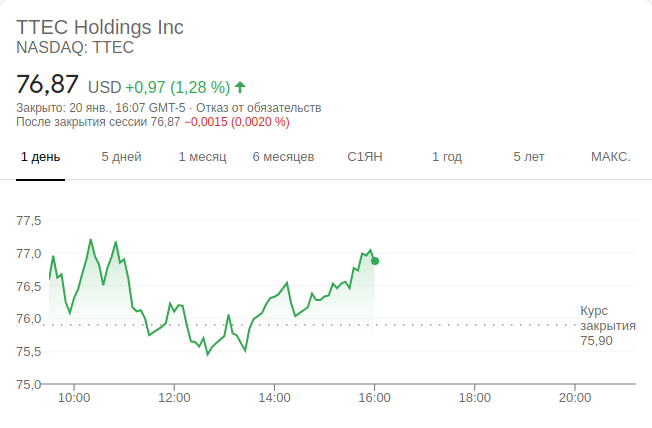 TTEC Holdings Inc
NASDAQ: TTEC
76,87 USD +0,97 (1,28 %)
Закрыто: 20 янв., 16:07 GMT-5 · Отказ от обязательств
После закрытия сессии 76,87 −0,0015 (0,0020 %)
1 день 5 дней 1 месяц 6 месяцев С1ЯН 1 год 5 лет МАКС.
77,5
77,0
76,5
76,0
75,5
75,0
Курс
закрытия
75,90
10:00 12:00 14:00 16:00 18:00 20:00